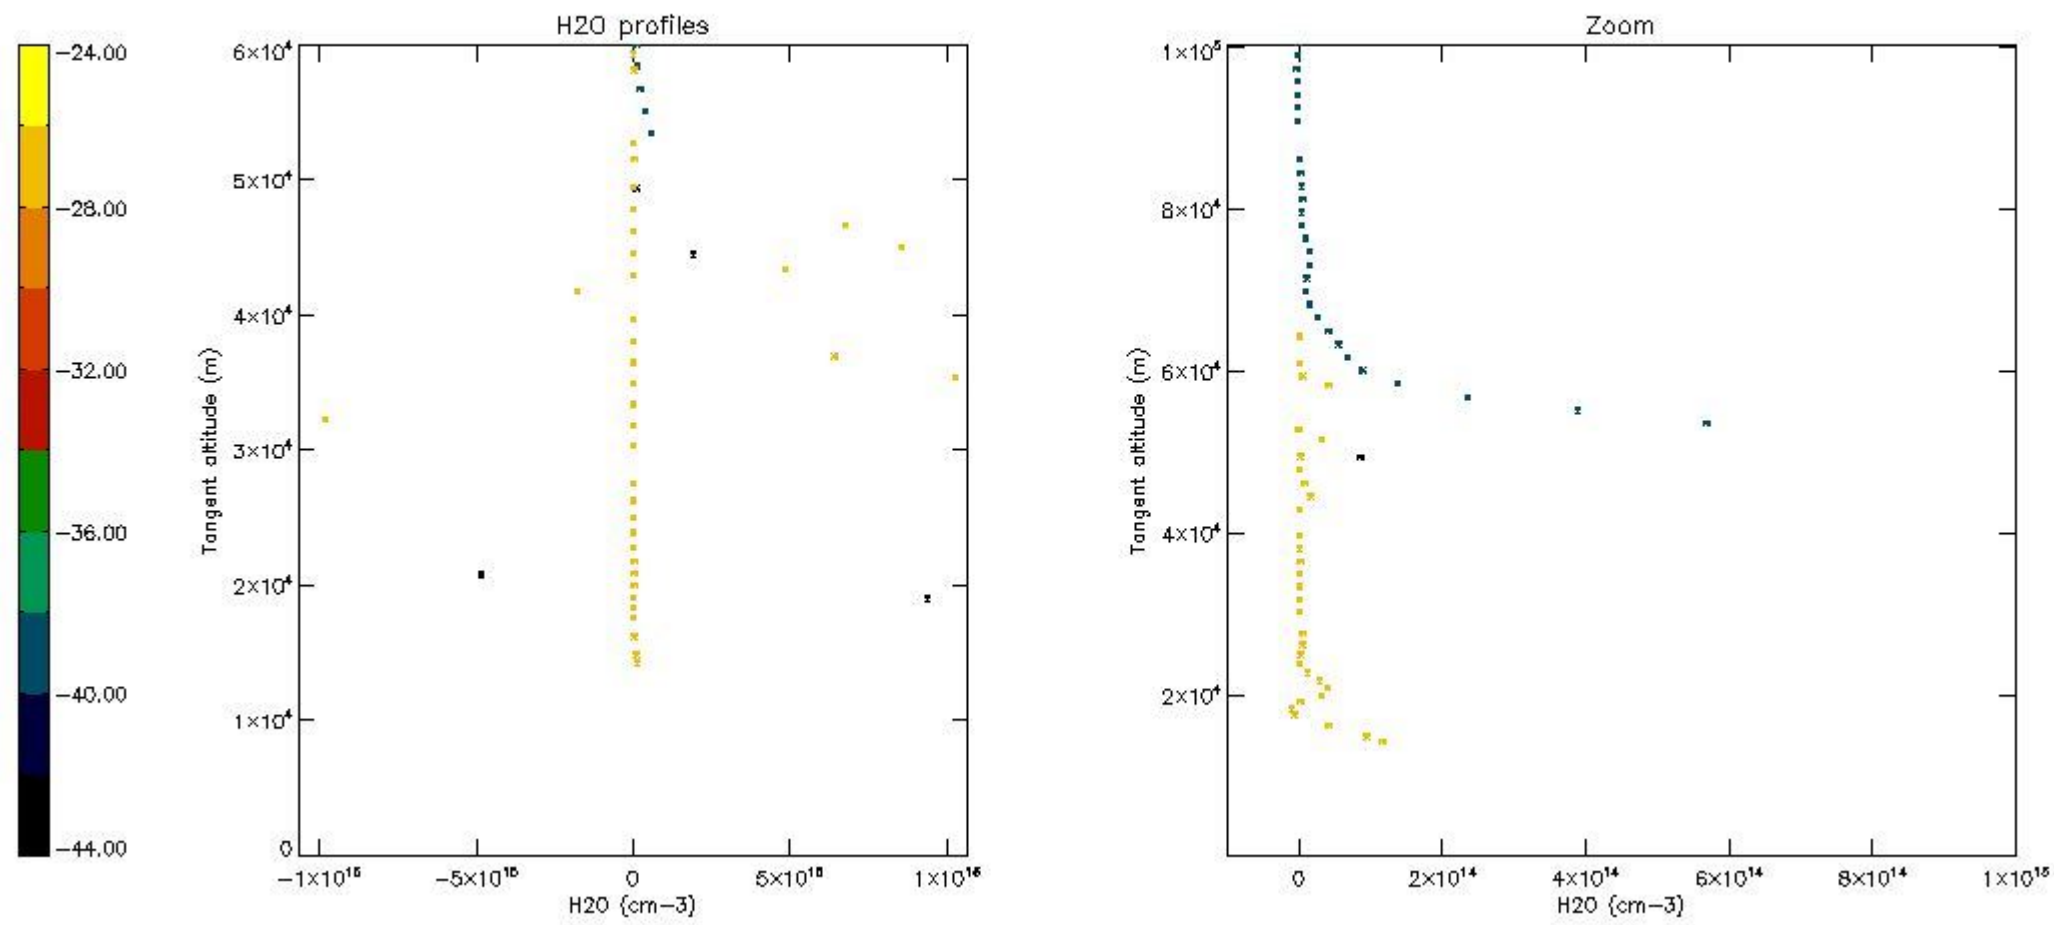 −24.00
−28.00
−32.00
−36.00
−40.00
−44.00
H2O profiles
6×10⁴
5×10⁴
4×10⁴
3×10⁴
2×10⁴
1×10⁴
0
Tangent altitude (m)
−1×10¹⁶ −5×10¹⁵ 0 5×10¹⁵ 1×10¹⁶
H2O (cm−3)
Zoom
1×10⁵
8×10⁴
6×10⁴
4×10⁴
2×10⁴
Tangent altitude (m)
0 2×10¹⁴ 4×10¹⁴ 6×10¹⁴ 8×10¹⁴ 1×10¹⁵
H2O (cm−3)